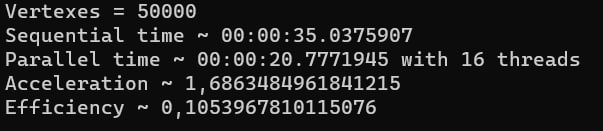 Vertexes = 50000
Sequential time ~ 00:00:35.0375907
Parallel time ~ 00:00:20.7771945 with 16 threads
Acceleration ~ 1,6863484961841215
Efficiency ~ 0,1053967810115076